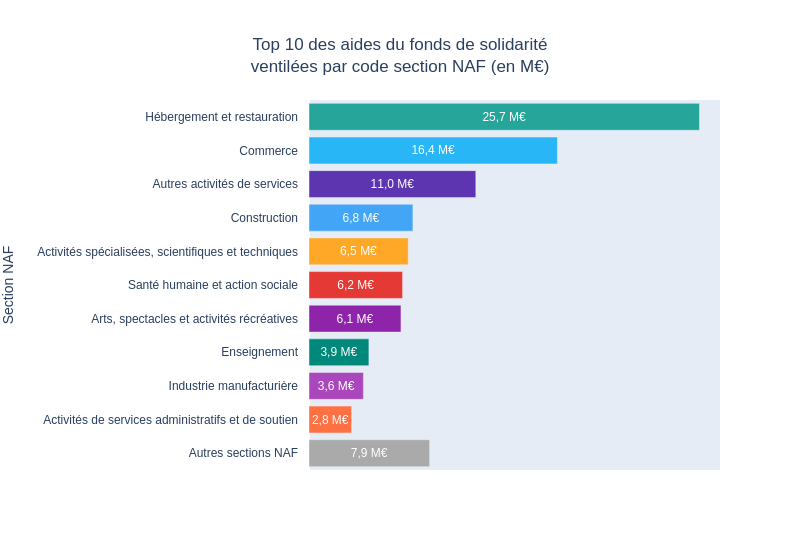 Top 10 des aides du fonds de solidarité
ventilées par code section NAF (en M€)
Section NAF
Hébergement et restauration 25,7 M€
Commerce 16,4 M€
Autres activités de services 11,0 M€
Construction 6,8 M€
Activités spécialisées, scientifiques et techniques 6,5 M€
Santé humaine et action sociale 6,2 M€
Arts, spectacles et activités récréatives 6,1 M€
Enseignement 3,9 M€
Industrie manufacturière 3,6 M€
Activités de services administratifs et de soutien 2,8 M€
Autres sections NAF 7,9 M€